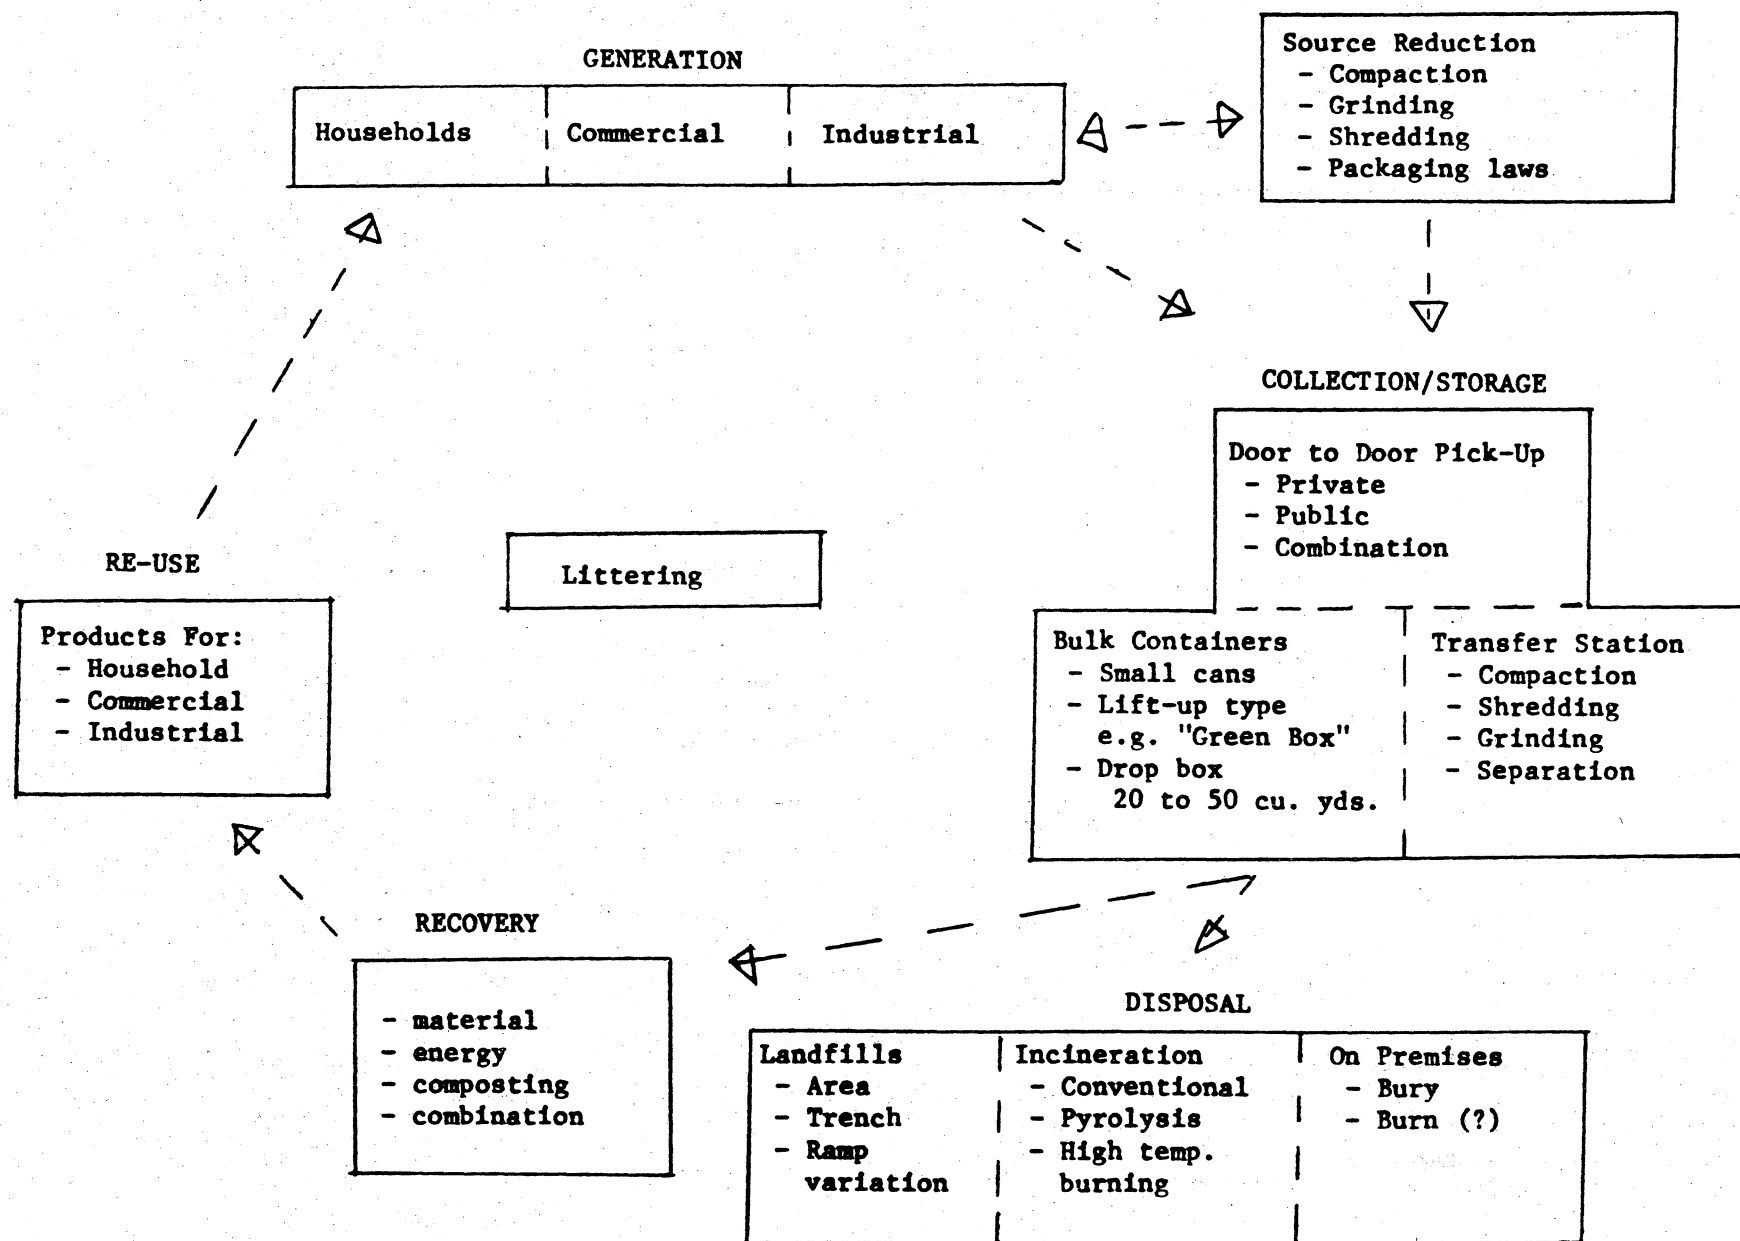 GENERATION
Households
Commercial
Industrial
Source Reduction
- Compaction
- Grinding
- Shredding
- Packaging laws
COLLECTION/STORAGE
Door to Door Pick-Up
- Private
- Public
- Combination
Bulk Containers
- Small cans
- Lift-up type
e.g. "Green Box"
- Drop box
20 to 50 cu. yds.
Transfer Station
- Compaction
- Shredding
- Grinding
- Separation
Littering
RE-USE
Products For:
- Household
- Commercial
- Industrial
RECOVERY
- material
- energy
- composting
- combination
DISPOSAL
Landfills
- Area
- Trench
- Ramp
variation
Incineration
- Conventional
- Pyrolysis
- High temp.
burning
On Premises
- Bury
- Burn (?)